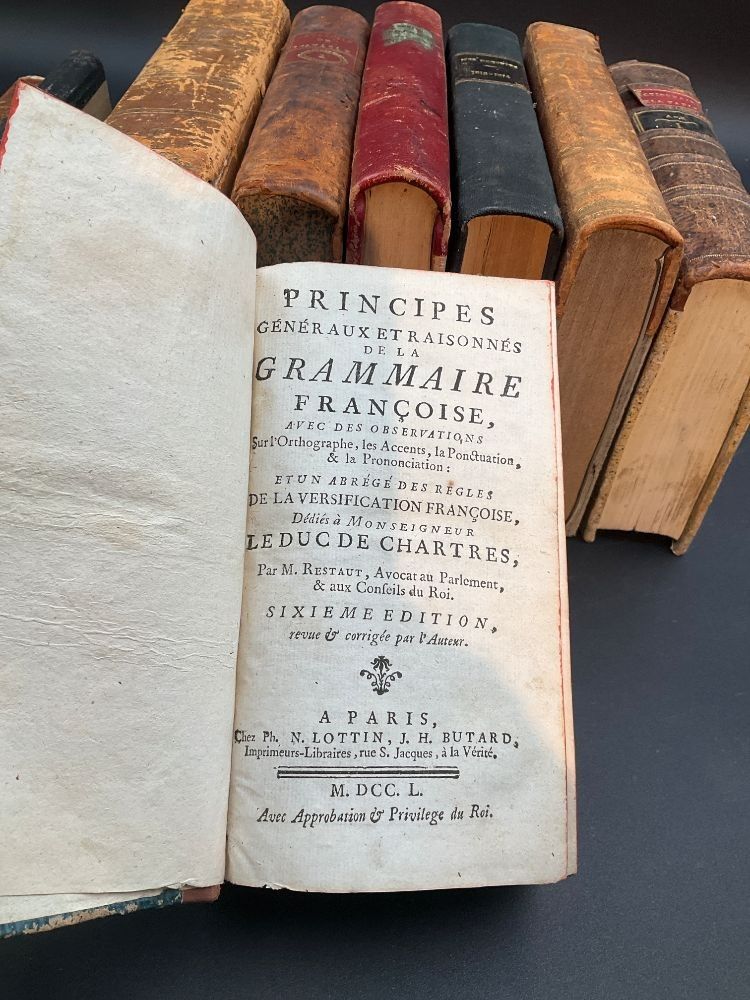 PRINCIPES
GÉNÉRAUX ET RAISONNÉS
DE LA
GRAMMAIRE
FRANÇOISE,
AVEC DES OBSERVATIONS
Sur l'Orthographe, les Accents, la Ponctuation,
& la Prononciation :
ET UN ABRÉGÉ DES REGLES
DE LA VERSIFICATION FRANÇOISE,
Dédiés à MONSEIGNEUR
LE DUC DE CHARTRES,
Par M. RESTAUT, Avocat au Parlement,
& aux Conseils du Roi.
SIXIEME EDITION,
revue & corrigée par l'Auteur.
A PARIS,
Chez Ph. N. LOTTIN, J. H. BUTARD,
Imprimeurs-Libraires, rue S. Jacques, à la Vérité.
M. DCC. L.
Avec Approbation & Privilege du Roi.